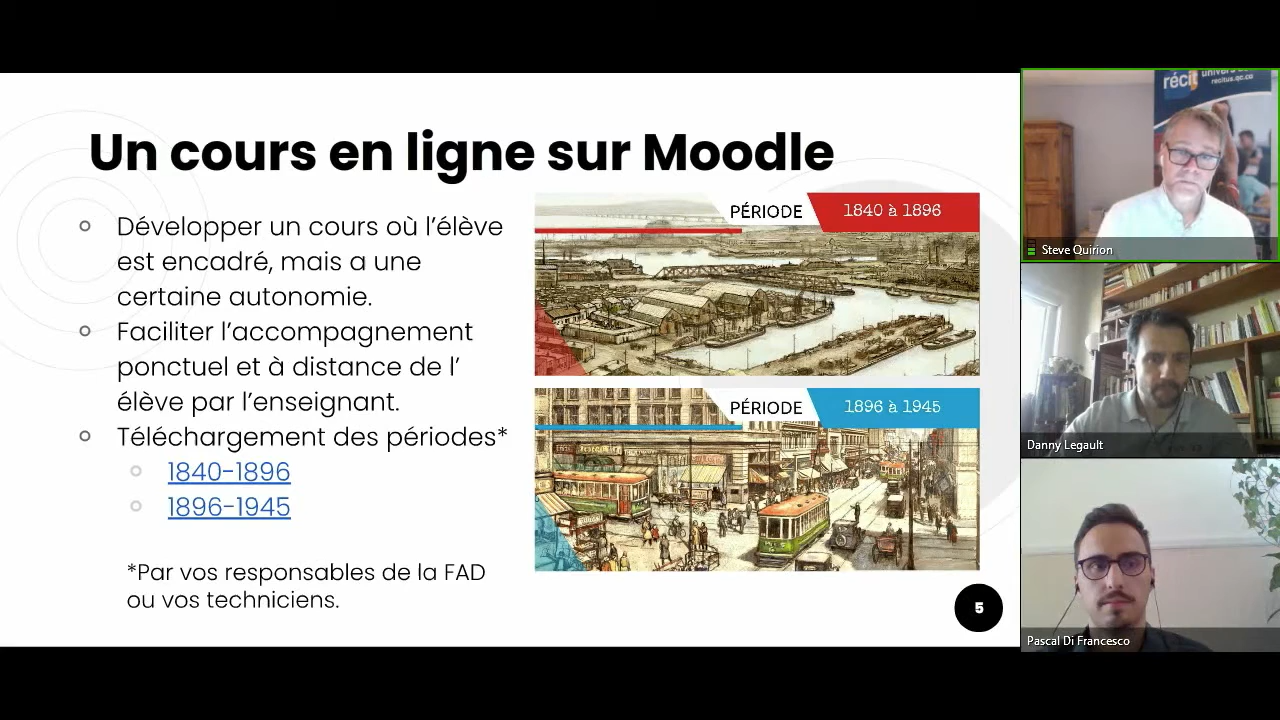 Un cours en ligne sur Moodle
Développer un cours où l’élève
est encadré, mais a une
certaine autonomie.
Faciliter l’accompagnement
ponctuel et à distance de l’
élève par l’enseignant.
Téléchargement des périodes*
1840-1896
1896-1945
*Par vos responsables de la FAD
ou vos techniciens.
PÉRIODE 1840 à 1896
PÉRIODE 1896 à 1945
5
récit
recitus.qc.ca
Steve Quirion
Danny Legault
Pascal Di Francesco